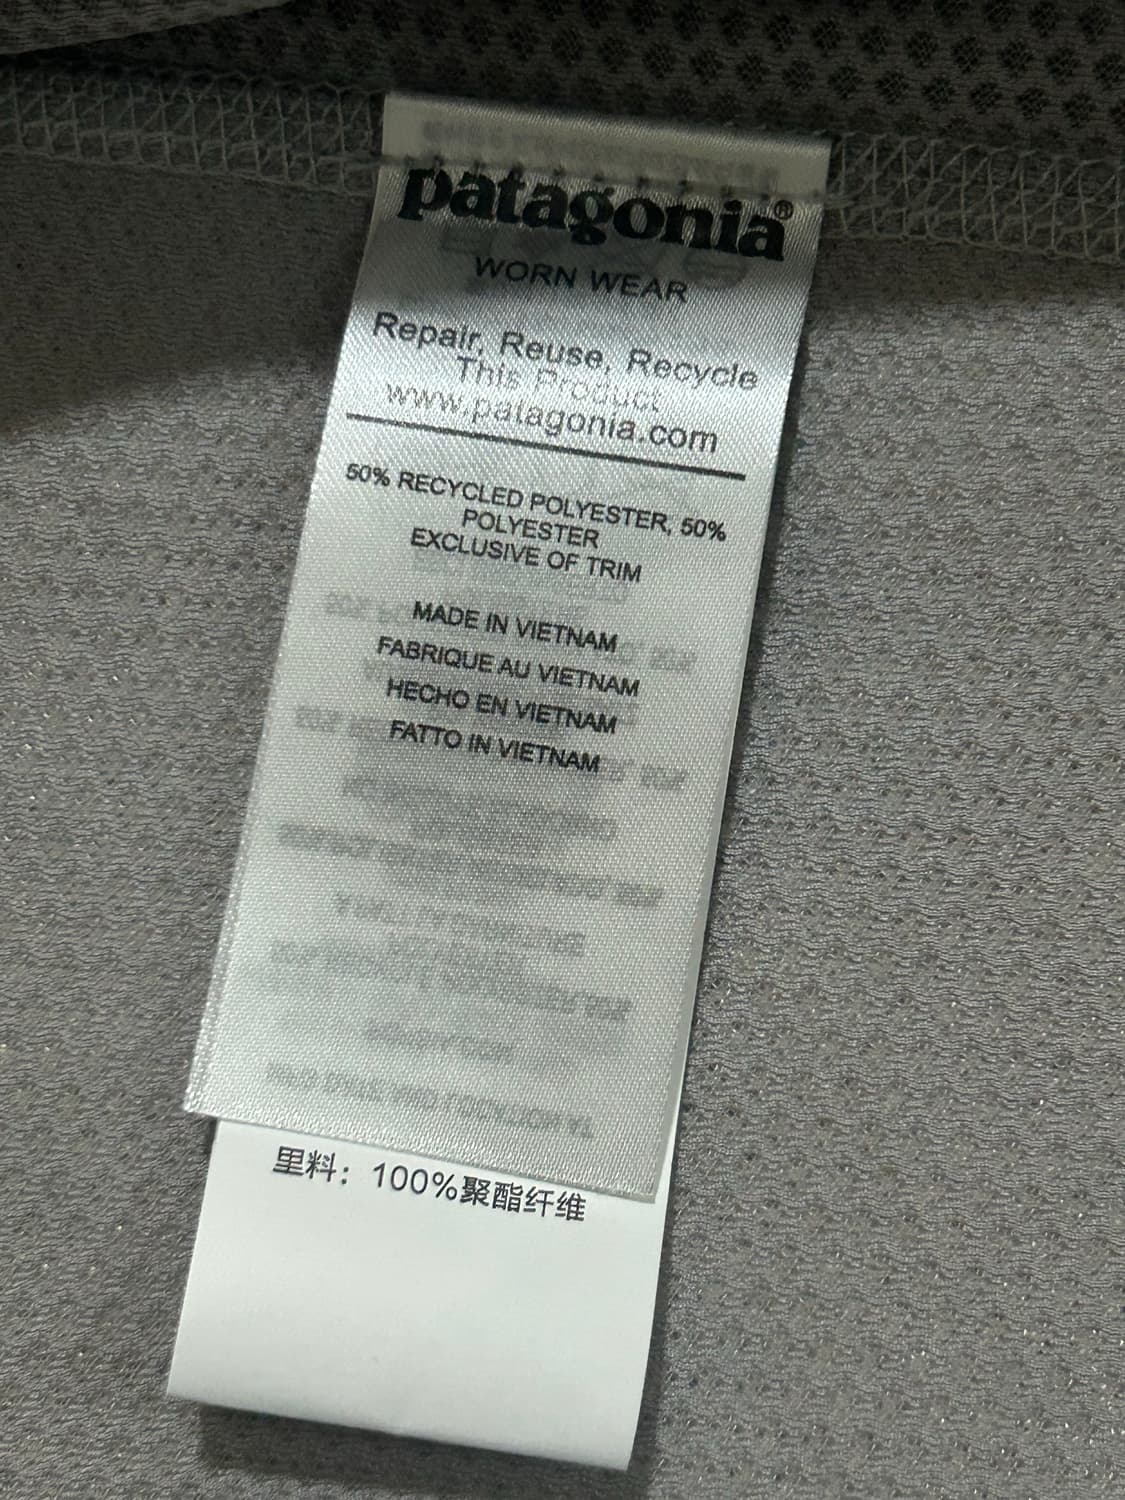 patagonia®
WORN WEAR
Repair, Reuse, Recycle
This Product
www.patagonia.com
50% RECYCLED POLYESTER, 50%
POLYESTER
EXCLUSIVE OF TRIM
MADE IN VIETNAM
FABRIQUE AU VIETNAM
HECHO EN VIETNAM
FATTO IN VIETNAM
里料：100%聚酯纤维